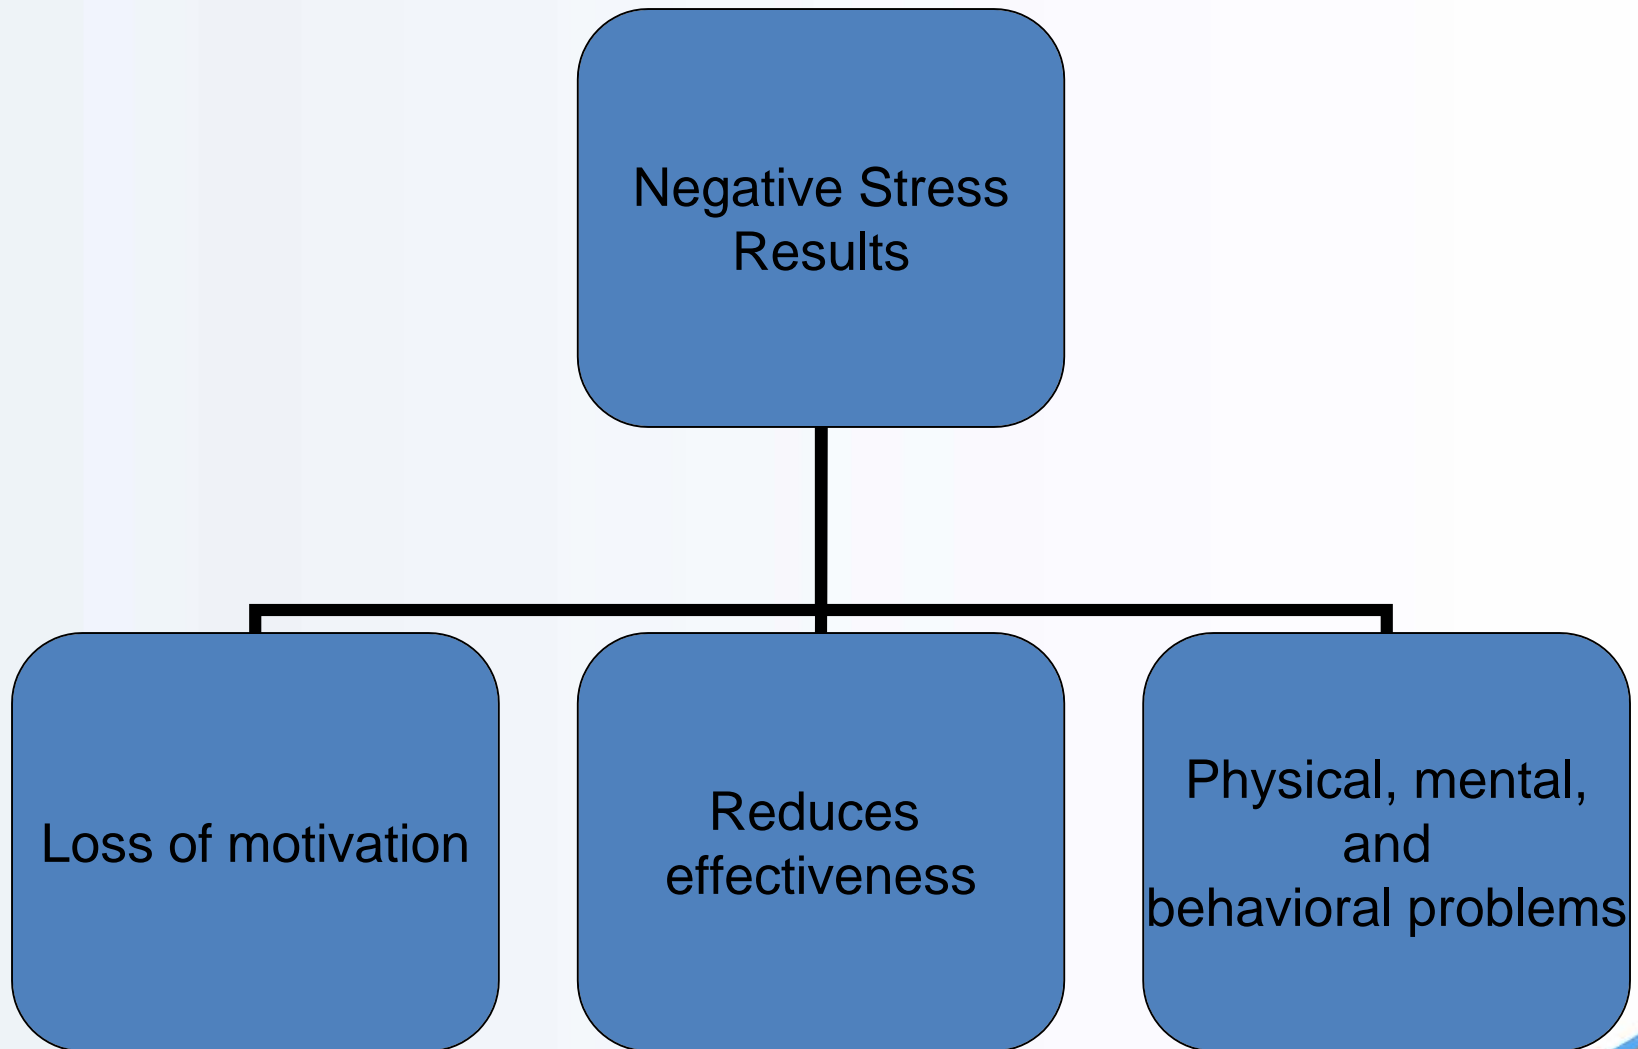 Negative Stress
Results
Loss of motivation
Reduces
effectiveness
Physical, mental,
and
behavioral problems